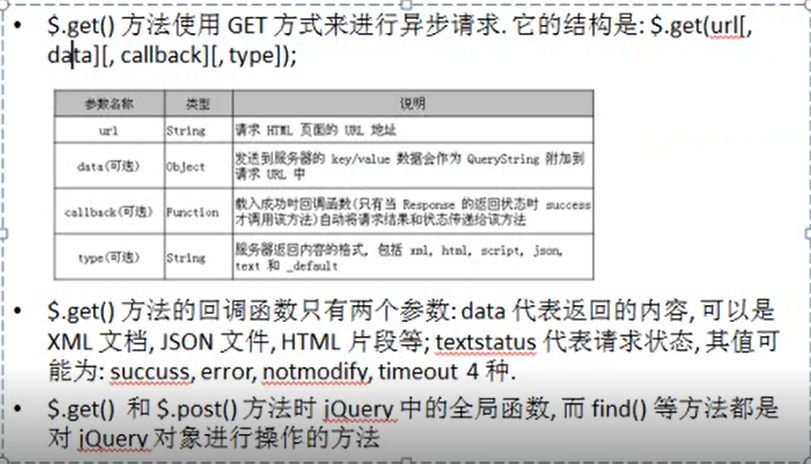 • $.get() 方法使用 GET 方式来进行异步请求. 它的结构是: $.get(url[,
data][, callback][, type]);
参数名称 类型 说明
url String 请求 HTML 页面的 URL 地址
data(可选) Object 发送到服务器的 key/value 数据会作为 QueryString 附加到
请求 URL 中
callback(可选) Function 载入成功时回调函数(只有当 Response 的返回状态时 success
才调用该方法)自动将请求结果和状态传递给该方法
type(可选) String 服务器返回内容的格式, 包括 xml, html, script, json,
text 和 _default
• $.get() 方法的回调函数只有两个参数: data 代表返回的内容, 可以是
XML 文档, JSON 文件, HTML 片段等; textstatus 代表请求状态, 其值可
能为: succuss, error, notmodify, timeout 4 种.
• $.get() 和 $.post() 方法时 jQuery 中的全局函数, 而 find() 等方法都是
对 jQuery 对象进行操作的方法